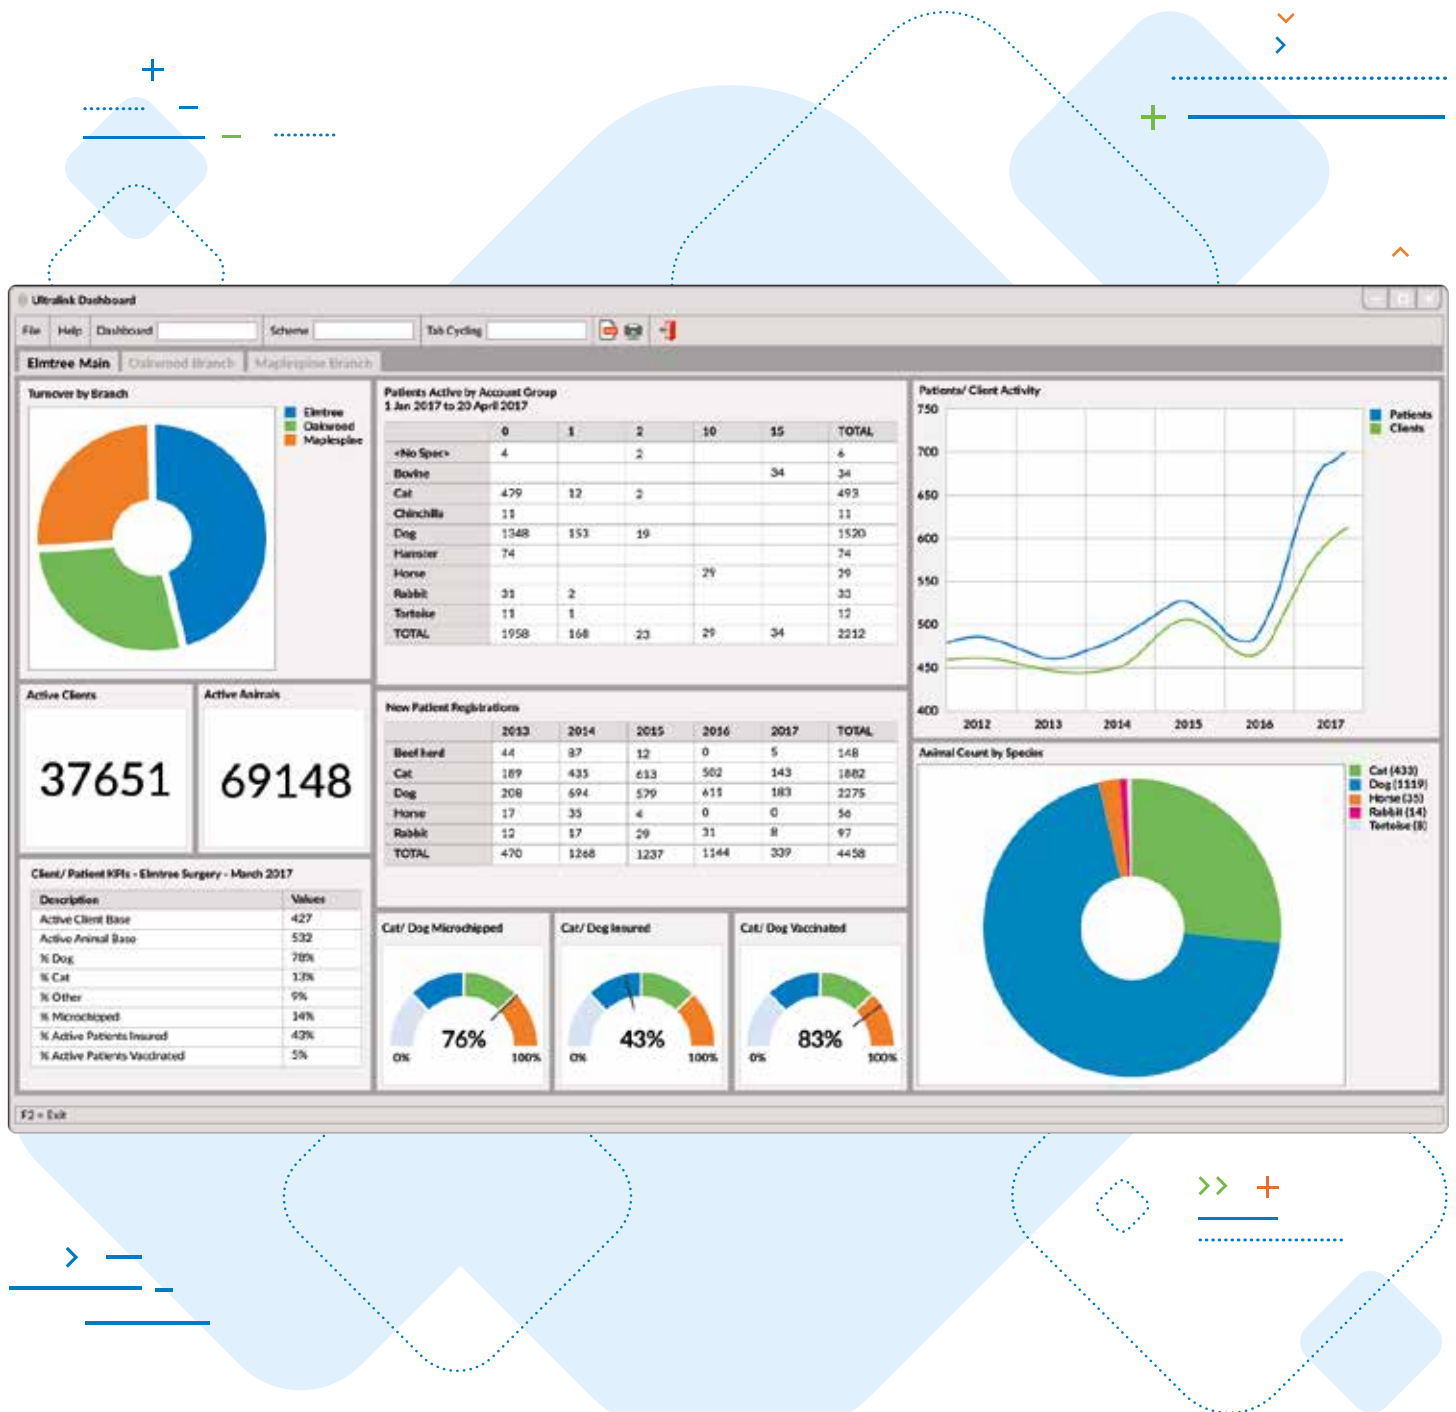 Ultralink Dashboard
File Help Dashboard Scheme Tab Cycling
Elmtree Main Oakwood Branch Maplespine Branch
Turnover by Branch
Elmtree
Oakwood
Maplespine
Active Clients
37651
Active Animals
69148
Client/ Patient KPIs - Elmtree Surgery - March 2017
Description Values
Active Client Base 427
Active Animal Base 532
% Dog 78%
% Cat 13%
% Other 9%
% Microchipped 14%
% Active Patients Insured 43%
% Active Patients Vaccinated 5%
Patients Active by Account Group
1 Jan 2017 to 20 April 2017
0 1 2 10 15 TOTAL
<No Spec> 4 2 6
Bovine 34 34
Cat 479 12 2 493
Chinchilla 11 11
Dog 1348 153 19 1520
Hamster 74 74
Horse 29 29
Rabbit 31 2 33
Tortoise 11 1 12
TOTAL 1958 168 23 29 34 2212
New Patient Registrations
2013 2014 2015 2016 2017 TOTAL
Beef herd 44 87 12 0 5 148
Cat 189 435 613 502 143 1882
Dog 208 694 579 611 183 2275
Horse 17 35 4 0 0 56
Rabbit 12 17 29 31 8 97
TOTAL 470 1268 1237 1144 339 4458
Cat/ Dog Microchipped
76%
0% 100%
Cat/ Dog Insured
43%
0% 100%
Cat/ Dog Vaccinated
83%
0% 100%
Patients/ Client Activity
750
700
650
600
550
500
450
400
2012 2013 2014 2015 2016 2017
Patients
Clients
Animal Count by Species
Cat (433)
Dog (1119)
Horse (35)
Rabbit (14)
Tortoise (8)
F2 = Exit